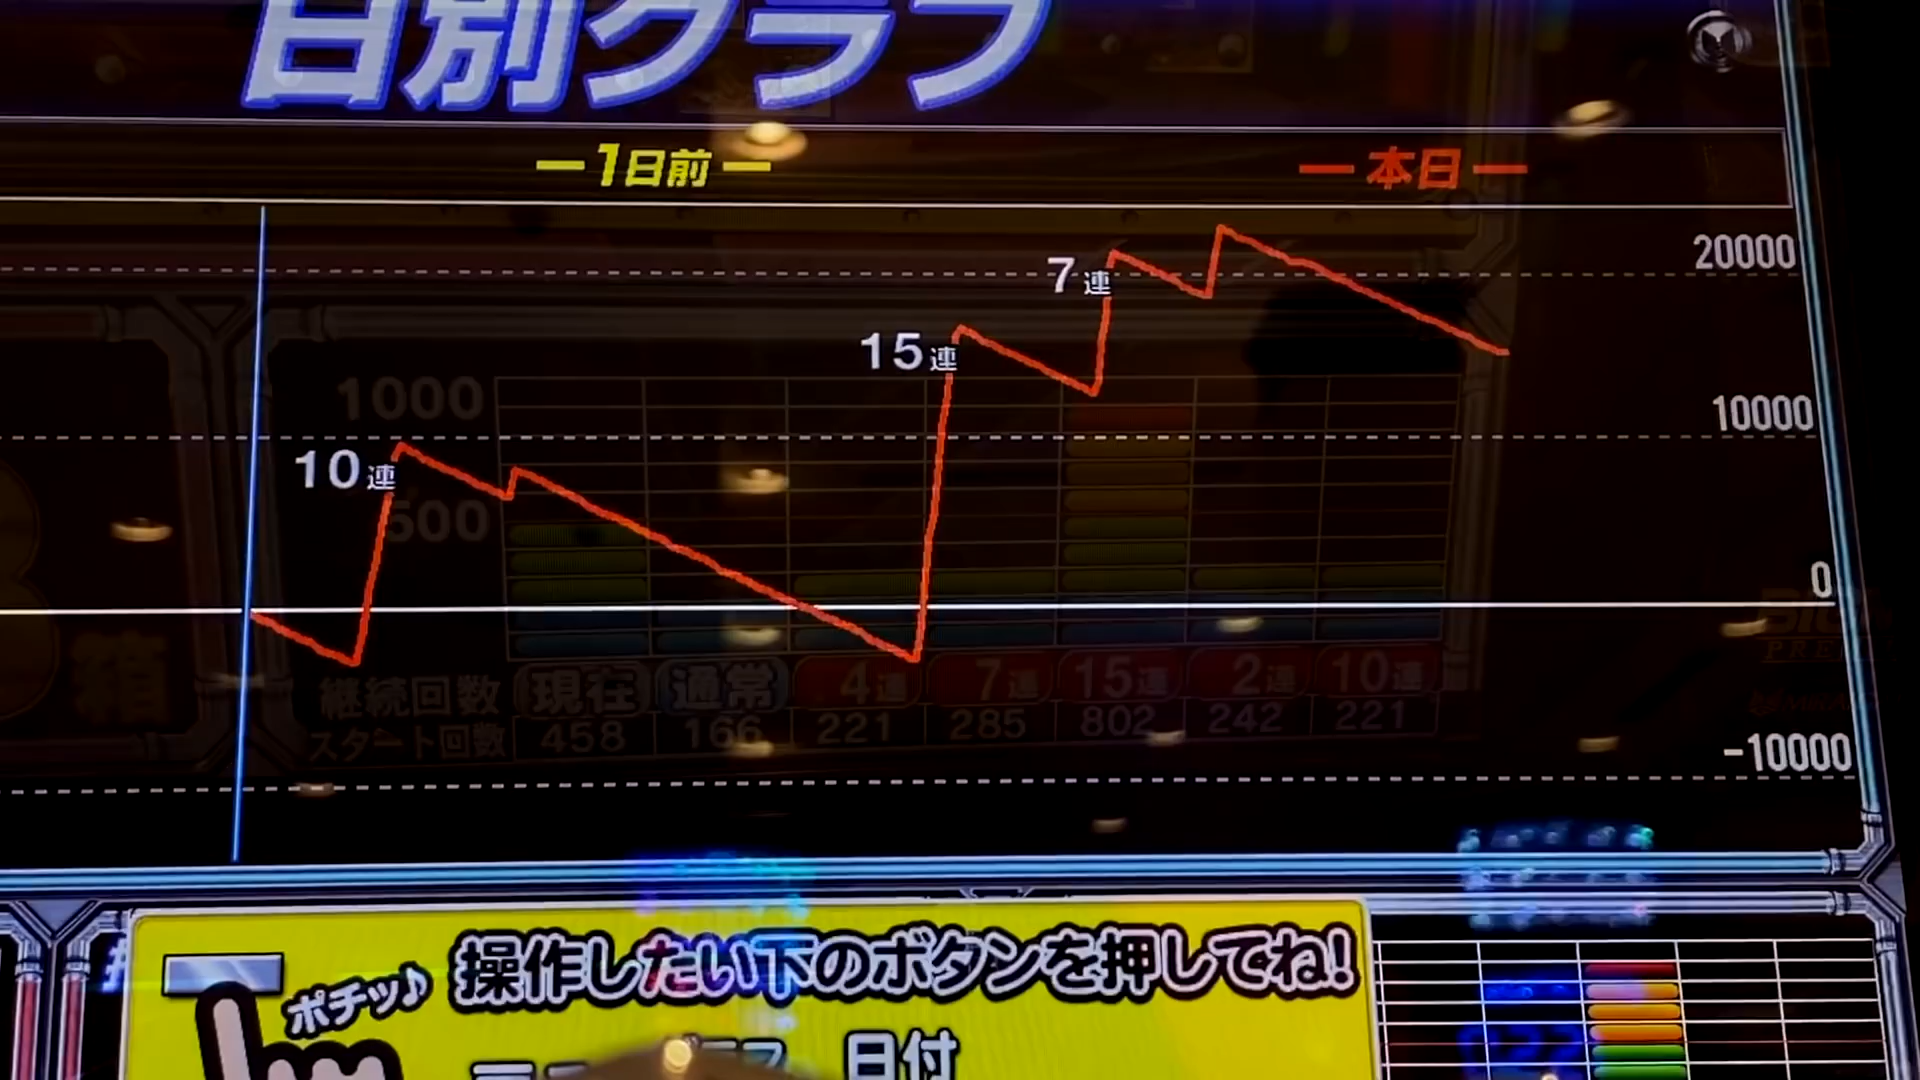 日別グラフ
1日前
本日
20000
7連
15連
10000
1000
10連
500
0
継続回数 現在 通常 4連 7連 15連 2連 10連
スタート回数 458 166 221 285 802 242 221
箱
-10000
操作したい下のボタンを押してね!
ポチッ♪
日付